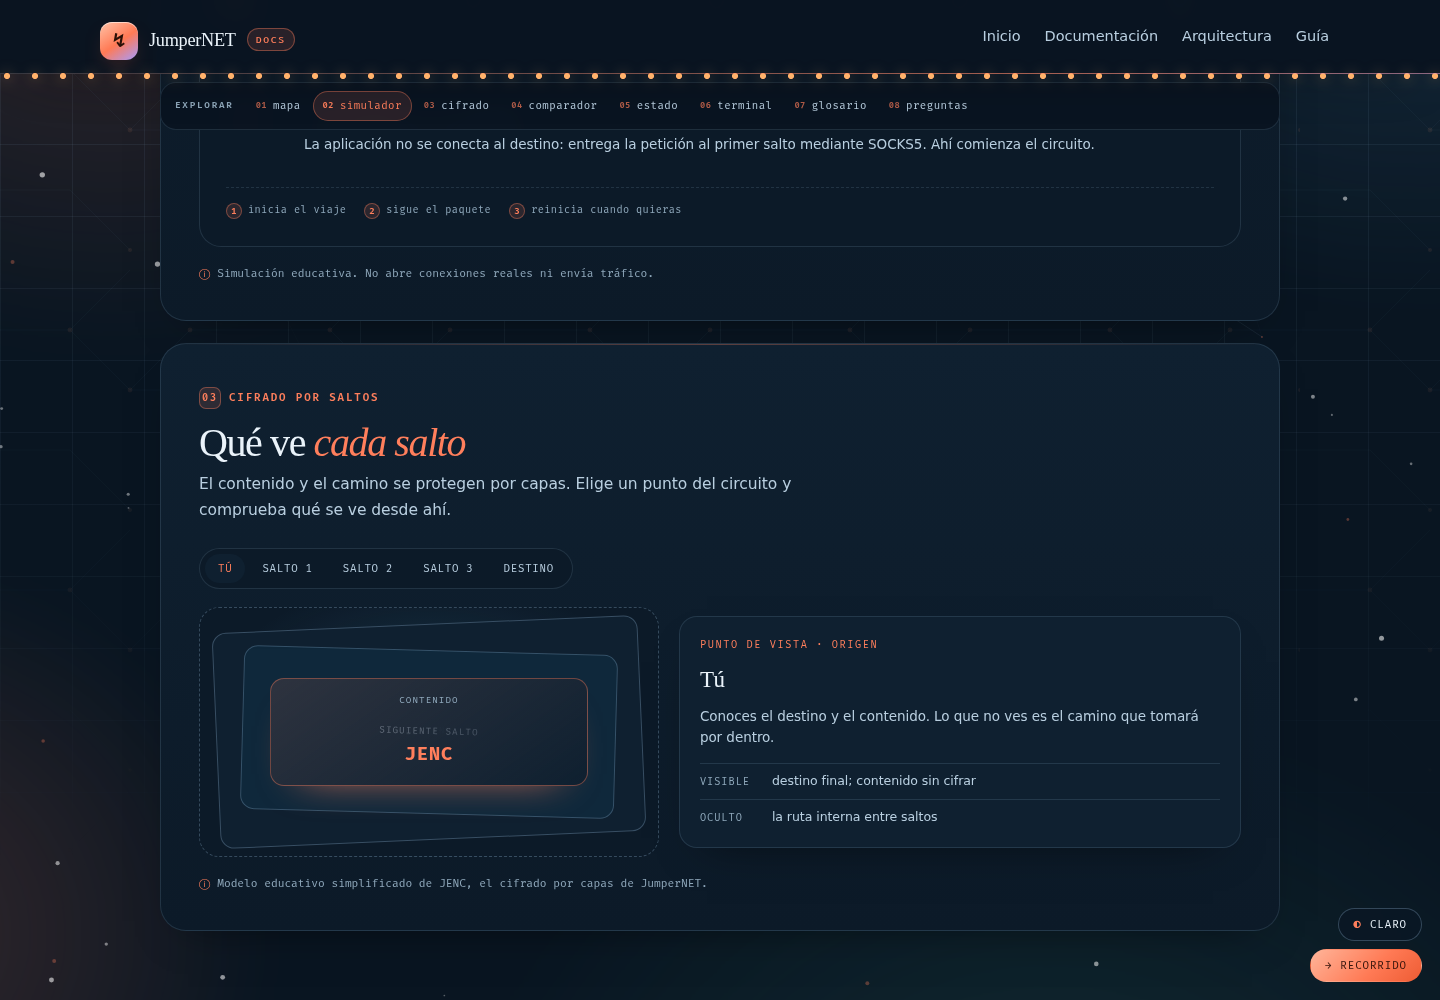 ↯ JumperNET DOCS
Inicio Documentación Arquitectura Guía
EXPLORAR 01 mapa 02 simulador 03 cifrado 04 comparador 05 estado 06 terminal 07 glosario 08 preguntas
La aplicación no se conecta al destino: entrega la petición al primer salto mediante SOCKS5. Ahí comienza el circuito.
1 inicia el viaje 2 sigue el paquete 3 reinicia cuando quieras
ⓘ Simulación educativa. No abre conexiones reales ni envía tráfico.
03 CIFRADO POR SALTOS
Qué ve cada salto
El contenido y el camino se protegen por capas. Elige un punto del circuito y
comprueba qué se ve desde ahí.
TÚ SALTO 1 SALTO 2 SALTO 3 DESTINO
CONTENIDO
SIGUIENTE SALTO
JENC
PUNTO DE VISTA · ORIGEN
Tú
Conoces el destino y el contenido. Lo que no ves es el camino que tomará
por dentro.
VISIBLE destino final; contenido sin cifrar
OCULTO la ruta interna entre saltos
ⓘ Modelo educativo simplificado de JENC, el cifrado por capas de JumperNET.
◐ CLARO
→ RECORRIDO